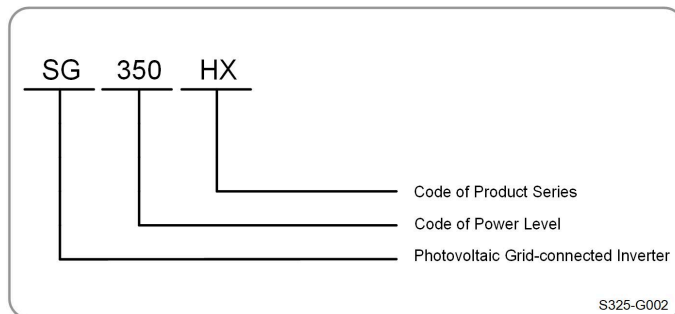 SG 350 HX
Code of Product Series
Code of Power Level
Photovoltaic Grid-connected Inverter
S325-G002